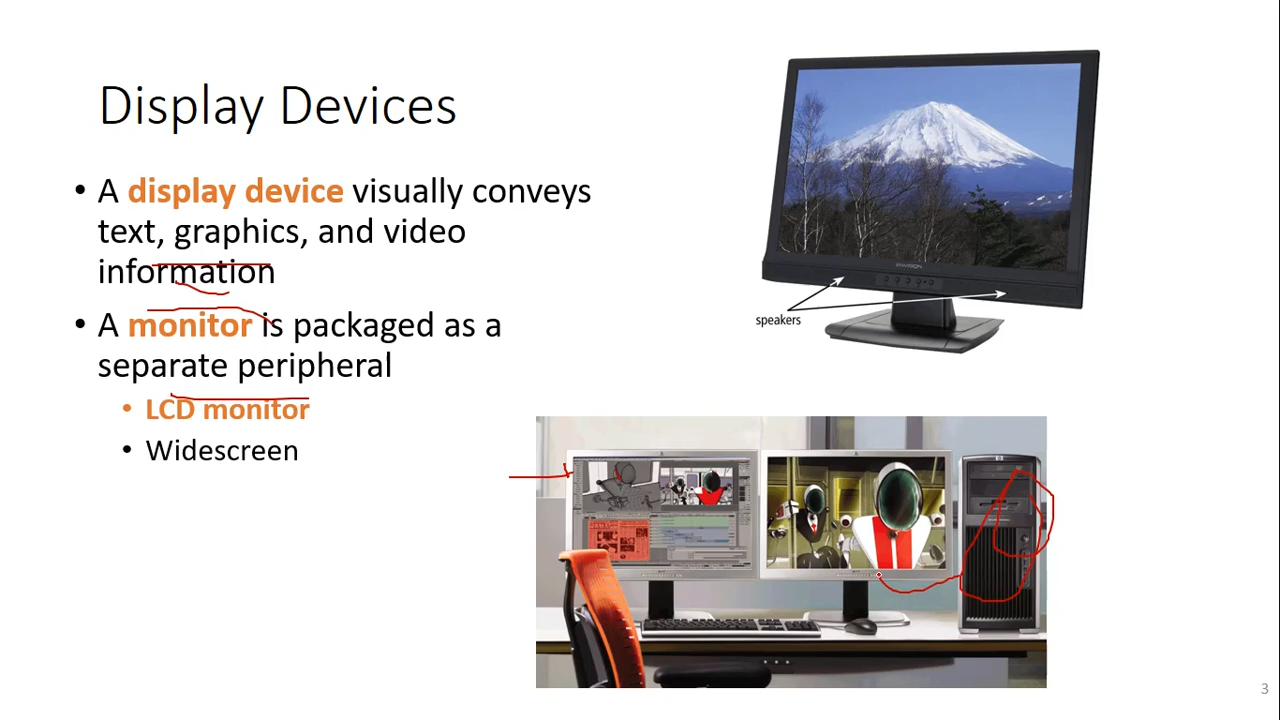 Display Devices
• A display device visually conveys
text, graphics, and video
information
• A monitor is packaged as a
separate peripheral
• LCD monitor
• Widescreen
ENVISION
speakers
3